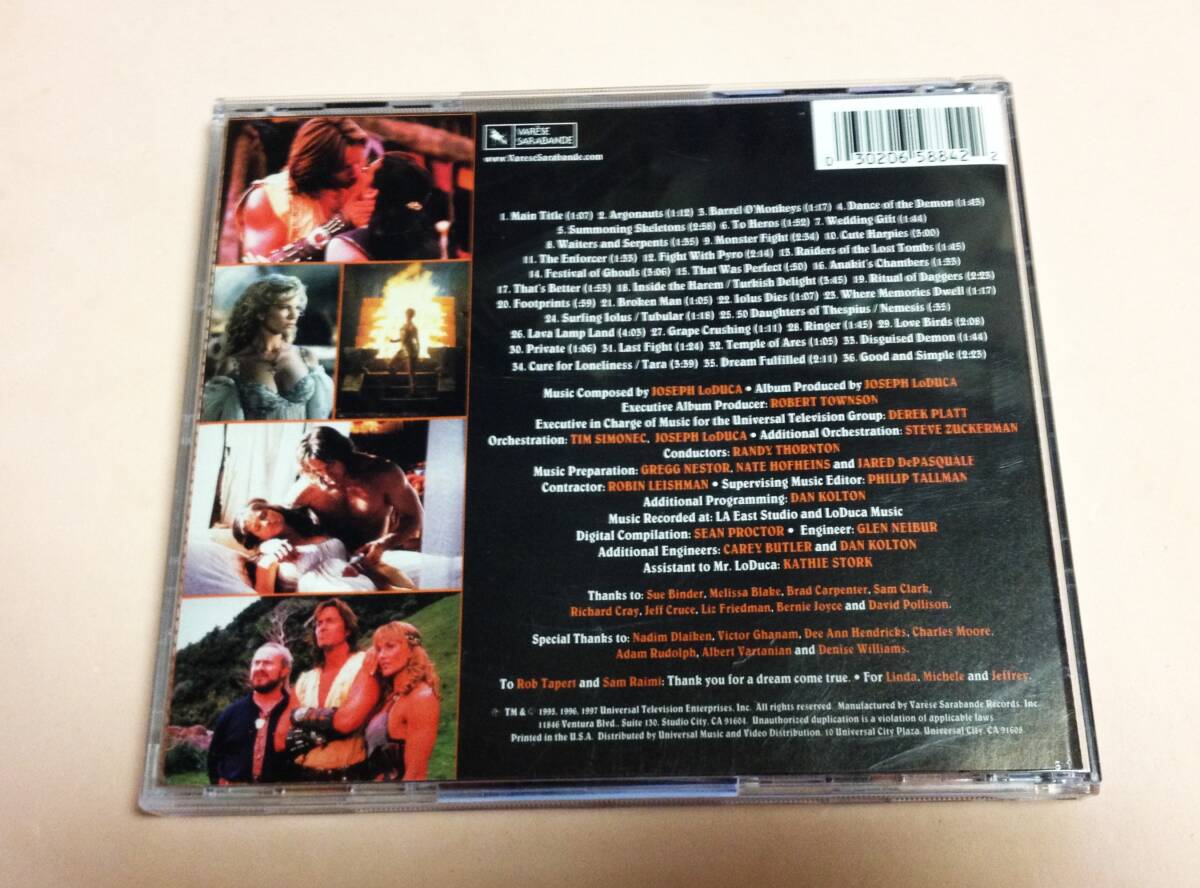 VARÈSE
SARABANDE
www.VareseSarabande.com
0 30206 58842 2
1. Main Title (1:07) 2. Argonauts (1:12) 3. Barrel O'Monkeys (1:17) 4. Dance of the Demon (1:43)
5. Summoning Skeletons (2:58) 6. To Heros (1:52) 7. Wedding Gift (1:44)
8. Waiters and Serpents (1:35) 9. Monster Fight (2:34) 10. Cute Harpies (3:00)
11. The Enforcer (1:33) 12. Fight With Pyro (2:14) 13. Raiders of the Lost Tombs (1:45)
14. Festival of Ghouls (3:06) 15. That Was Perfect (:50) 16. Anakit's Chambers (1:33)
17. That's Better (1:53) 18. Inside the Harem / Turkish Delight (3:45) 19. Ritual of Daggers (2:23)
20. Footprints (:59) 21. Broken Man (1:05) 22. Iolus Dies (1:07) 23. Where Memories Dwell (1:17)
24. Surfing Iolus / Tubular (1:18) 25. 50 Daughters of Thespius / Nemesis (:35)
26. Lava Lamp Land (4:03) 27. Grape Crushing (1:11) 28. Ringer (1:45) 29. Love Birds (2:08)
30. Private (1:06) 31. Last Fight (1:24) 32. Temple of Ares (1:05) 33. Disguised Demon (1:44)
34. Cure for Loneliness / Tara (3:39) 35. Dream Fulfilled (2:11) 36. Good and Simple (2:23)
Music Composed by JOSEPH LoDUCA • Album Produced by JOSEPH LoDUCA
Executive Album Producer: ROBERT TOWNSON
Executive in Charge of Music for the Universal Television Group: DEREK PLATT
Orchestration: TIM SIMONEC, JOSEPH LoDUCA • Additional Orchestration: STEVE ZUCKERMAN
Conductors: RANDY THORNTON
Music Preparation: GREGG NESTOR, NATE HOFHEINS and JARED DePASQUALE
Contractor: ROBIN LEISHMAN • Supervising Music Editor: PHILIP TALLMAN
Additional Programming: DAN KOLTON
Music Recorded at: LA East Studio and LoDuca Music
Digital Compilation: SEAN PROCTOR • Engineer: GLEN NEIBUR
Additional Engineers: CAREY BUTLER and DAN KOLTON
Assistant to Mr. LoDuca: KATHIE STORK
Thanks to: Sue Binder, Melissa Blake, Brad Carpenter, Sam Clark,
Richard Cray, Jeff Cruce, Liz Friedman, Bernie Joyce and David Pollison.
Special Thanks to: Nadim Dlaiken, Victor Ghanam, Dee Ann Hendricks, Charles Moore,
Adam Rudolph, Albert Vartanian and Denise Williams.
To Rob Tapert and Sam Raimi: Thank you for a dream come true. • For Linda, Michele and Jeffrey.
℗ TM & © 1995, 1996, 1997 Universal Television Enterprises, Inc. All rights reserved. Manufactured by Varèse Sarabande Records, Inc.
11846 Ventura Blvd., Suite 130, Studio City, CA 91604. Unauthorized duplication is a violation of applicable laws.
Printed in the U.S.A. Distributed by Universal Music and Video Distribution, 10 Universal City Plaza, Universal City, CA 91608.